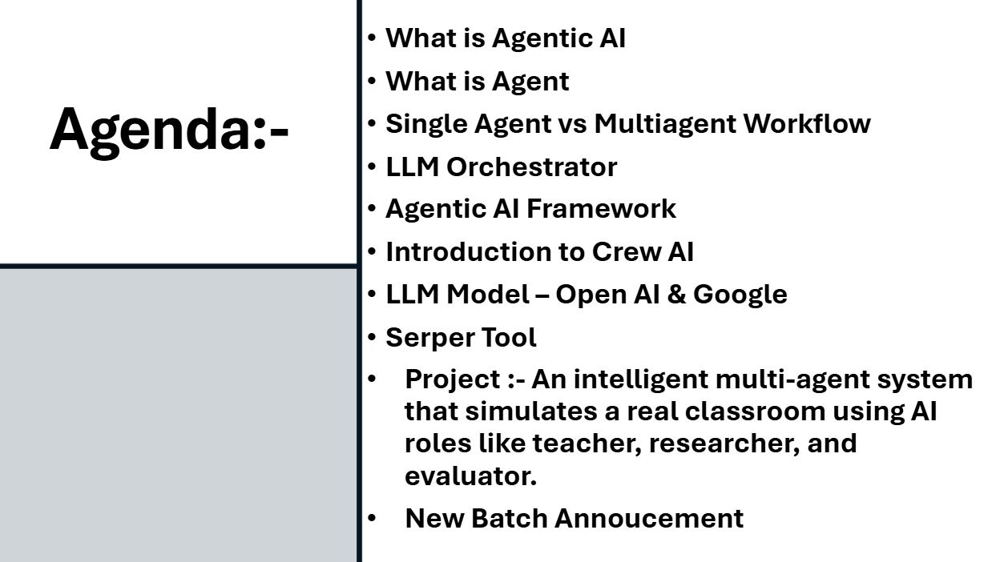 Agenda:-
• What is Agentic AI
• What is Agent
• Single Agent vs Multiagent Workflow
• LLM Orchestrator
• Agentic AI Framework
• Introduction to Crew AI
• LLM Model – Open AI & Google
• Serper Tool
• Project :- An intelligent multi-agent system
that simulates a real classroom using AI
roles like teacher, researcher, and
evaluator.
• New Batch Annoucement